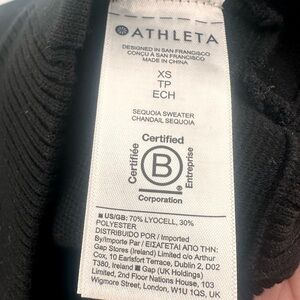 ATHLETA
DESIGNED IN SAN FRANCISCO
CONÇU À SAN FRANCISCO
MADE IN CHINA
XS
TP
ECH
SEQUOIA SWEATER
CHANDAIL SEQUOIA
Certified
Certifiée
B
Entreprise
Corporation
US/GB: 70% LYOCELL, 30%
POLYESTER
DISTRIBUIDO POR / Imported
By/Importe Par / ΕΙΣΑΓΕΤΑΙ ΑΠΟ ΤΗΝ:
Gap Stores (Ireland) Limited c/o Arthur
Cox, 10 Earlsfort Terrace, Dublin 2, D02
T380, Ireland Gap (UK Holdings)
Limited, 2nd Floor Nations House, 103
Wigmore Street, London, W1U 1QS, UK